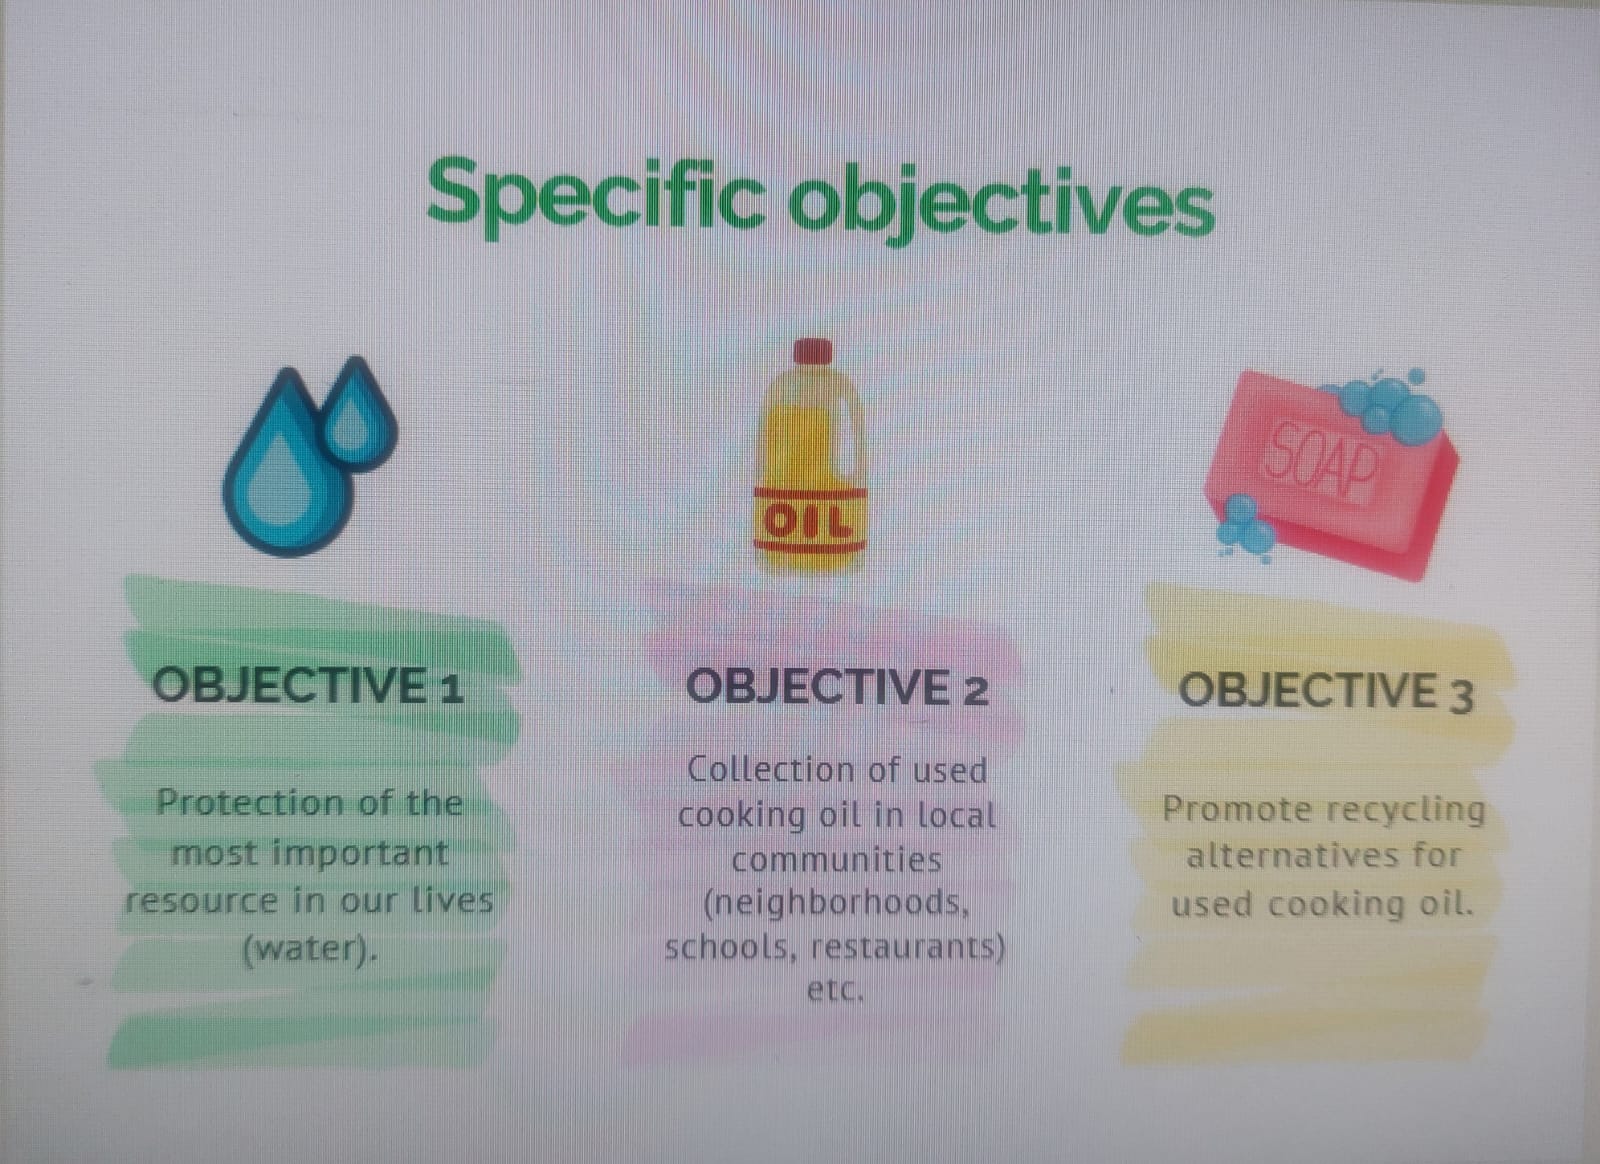 Specific objectives
OIL
SOAP
OBJECTIVE 1
Protection of the
most important
resource in our lives
(water).
OBJECTIVE 2
Collection of used
cooking oil in local
communities
(neighborhoods,
schools, restaurants)
etc.
OBJECTIVE 3
Promote recycling
alternatives for
used cooking oil.